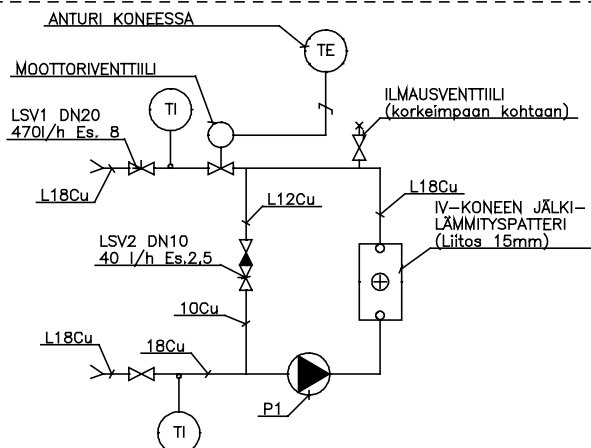 ANTURI KONEESSA
TE
MOOTTORIVENTTIILI
TI
ILMAUSVENTTIILI
(korkeimpaan kohtaan)
LSV1 DN20
470l/h Es. 8
L18Cu
L12Cu
L18Cu
IV-KONEEN JÄLKI-
LÄMMITYSPATTERI
(Liitos 15mm)
LSV2 DN10
40 l/h Es.2,5
10Cu
L18Cu
18Cu
P1
TI